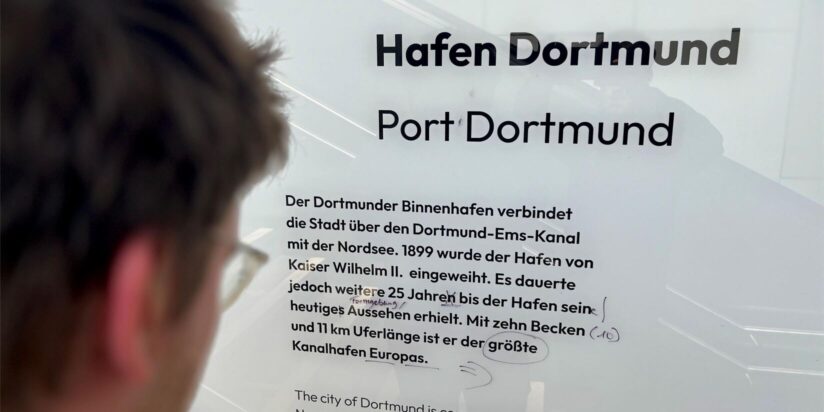 Hafen Dortmund
Port Dortmund
Der Dortmunder Binnenhafen verbindet
die Stadt über den Dortmund-Ems-Kanal
mit der Nordsee. 1899 wurde der Hafen von
Kaiser Wilhelm II. eingeweiht. Es dauerte
jedoch weitere 25 Jahren bis der Hafen sein
heutiges Aussehen erhielt. Mit zehn Becken (10)
und 11 km Uferlänge ist er der größte
Kanalhafen Europas.
The city of Dortmund is